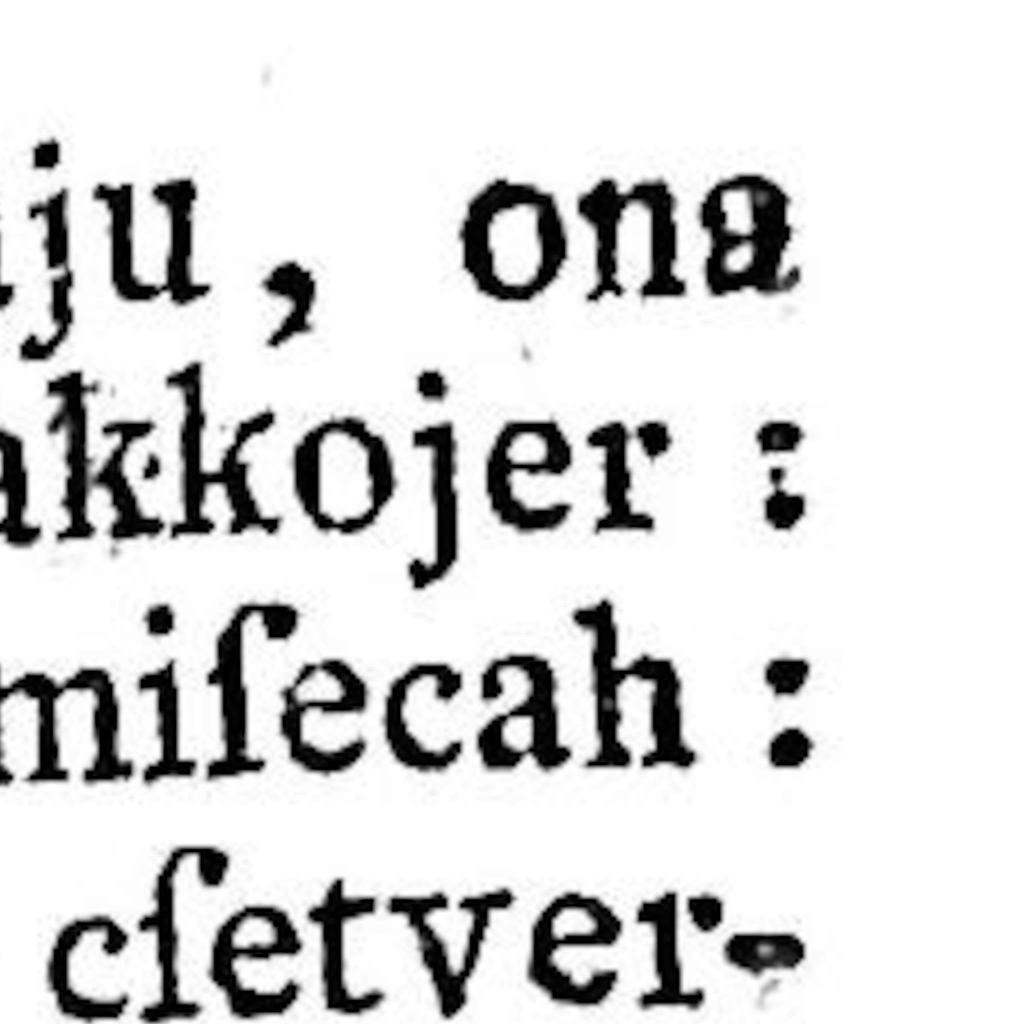 ju, ona
akkojer :
miſecah :
cſetver-